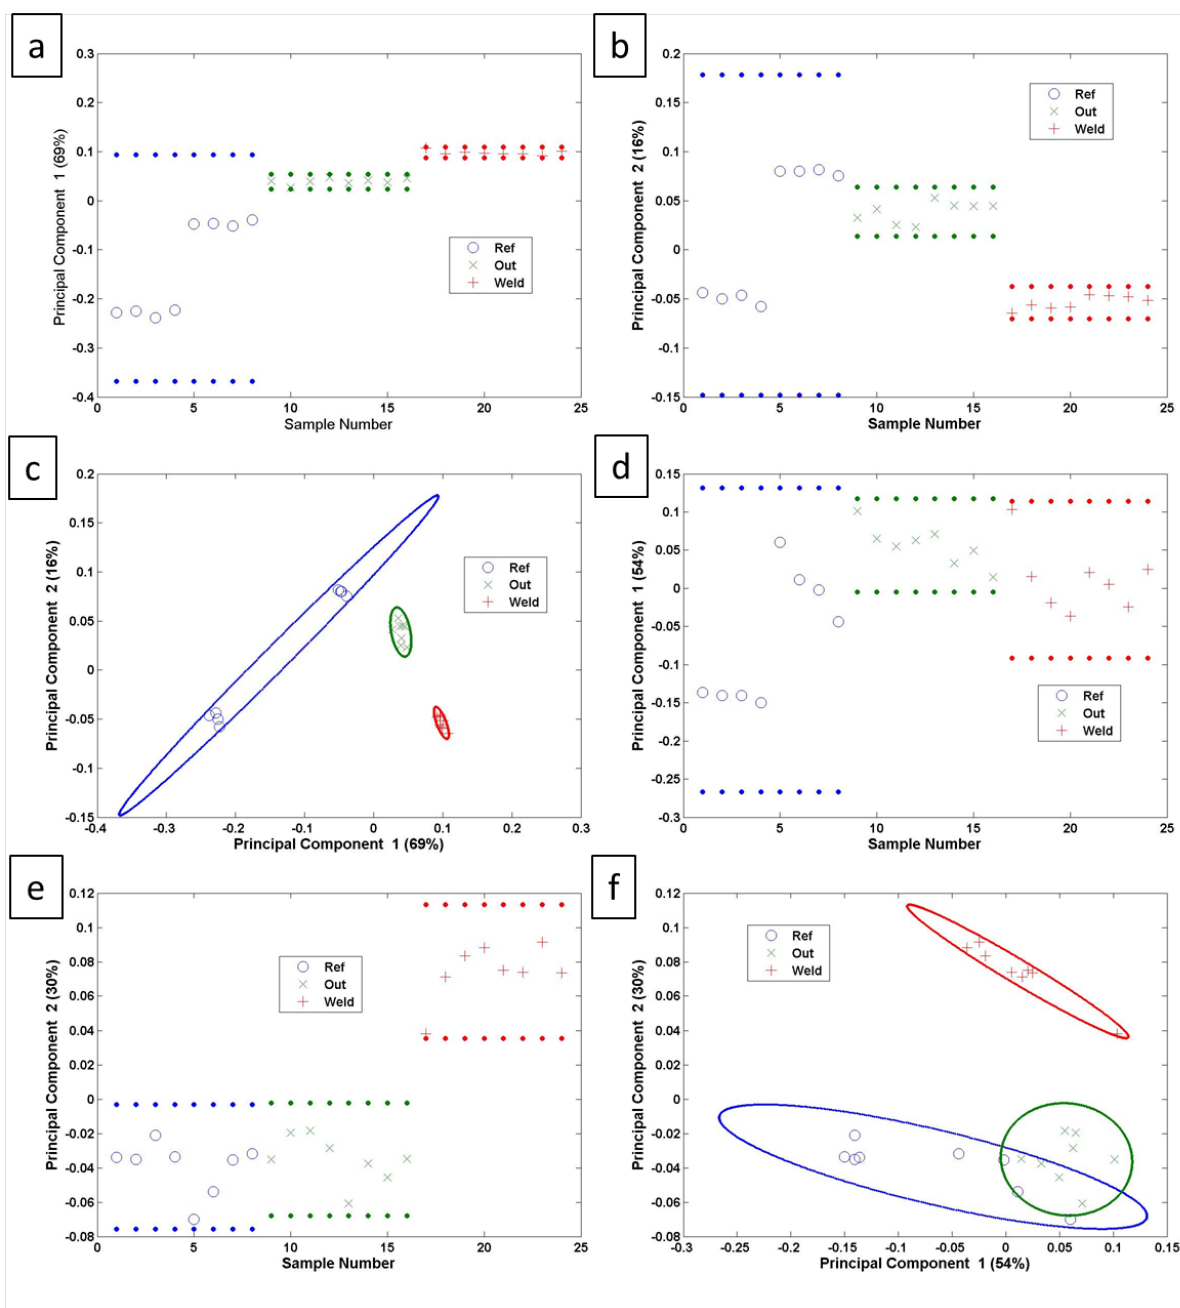 a
0.3
0.2
0.1
0
-0.1
-0.2
-0.3
-0.4
Principal Component 1 (69%)
Ref
Out
Weld
0 5 10 15 20 25
Sample Number
b
0.2
0.15
0.1
0.05
0
-0.05
-0.1
-0.15
Principal Component 2 (16%)
Ref
Out
Weld
0 5 10 15 20 25
Sample Number
c
0.2
0.15
0.1
0.05
0
-0.05
-0.1
-0.15
Principal Component 2 (16%)
Ref
Out
Weld
-0.4 -0.3 -0.2 -0.1 0 0.1 0.2 0.3
Principal Component 1 (69%)
d
0.15
0.1
0.05
0
-0.05
-0.1
-0.15
-0.2
-0.25
-0.3
Principal Component 1 (54%)
Ref
Out
Weld
0 5 10 15 20 25
Sample Number
e
0.12
0.1
0.08
0.06
0.04
0.02
0
-0.02
-0.04
-0.06
-0.08
Principal Component 2 (30%)
Ref
Out
Weld
0 5 10 15 20 25
Sample Number
f
0.12
0.1
0.08
0.06
0.04
0.02
0
-0.02
-0.04
-0.06
-0.08
Principal Component 2 (30%)
Ref
Out
Weld
-0.3 -0.25 -0.2 -0.15 -0.1 -0.05 0 0.05 0.1 0.15
Principal Component 1 (54%)